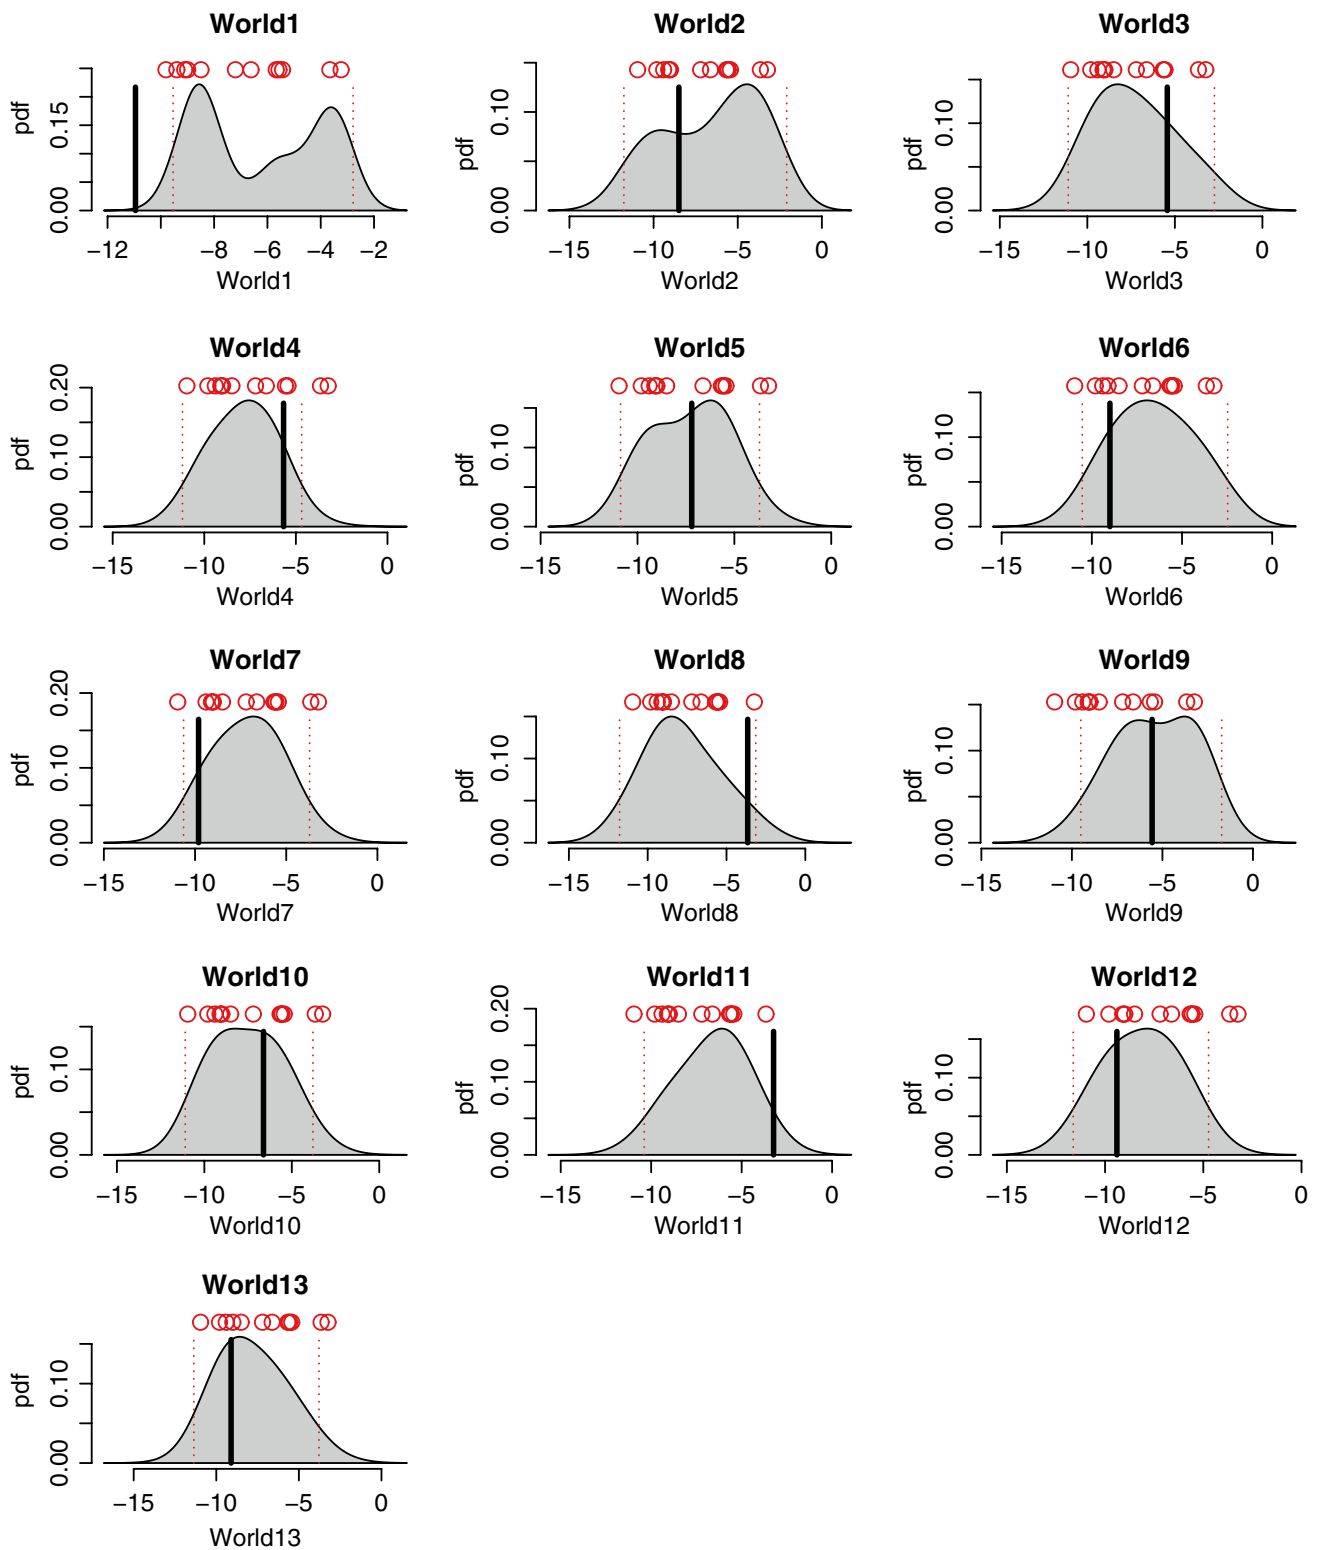 World1 World2 World3
pdf 0.00 0.15
−12 −8 −6 −4 −2
World1
pdf 0.00 0.10
−15 −10 −5 0
World2
pdf 0.00 0.10
−15 −10 −5 0
World3
World4 World5 World6
pdf 0.00 0.10 0.20
−15 −10 −5 0
World4
pdf 0.00 0.10
−15 −10 −5 0
World5
pdf 0.00 0.10
−15 −10 −5 0
World6
World7 World8 World9
pdf 0.00 0.10 0.20
−15 −10 −5 0
World7
pdf 0.00 0.10
−15 −10 −5 0
World8
pdf 0.00 0.10
−15 −10 −5 0
World9
World10 World11 World12
pdf 0.00 0.10
−15 −10 −5 0
World10
pdf 0.00 0.10 0.20
−15 −10 −5 0
World11
pdf 0.00 0.10
−15 −10 −5 0
World12
World13
pdf 0.00 0.10
−15 −10 −5 0
World13